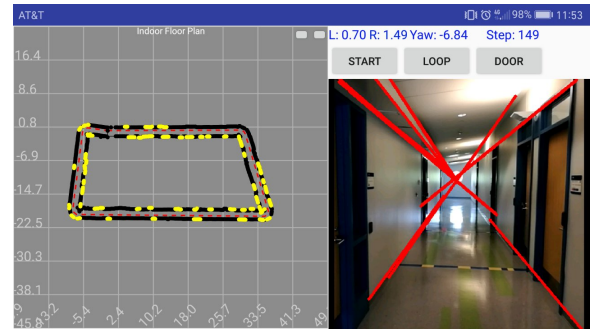 AT&T 98% 11:53
Indoor Floor Plan
L: 0.70 R: 1.49 Yaw: -6.84 Step: 149
START LOOP DOOR
16.4
8.6
0.8
-6.9
-14.7
-22.5
-30.3
-38.1
-45.8
-5.4 2.4 10.2 18.0 25.7 33.5 41.3